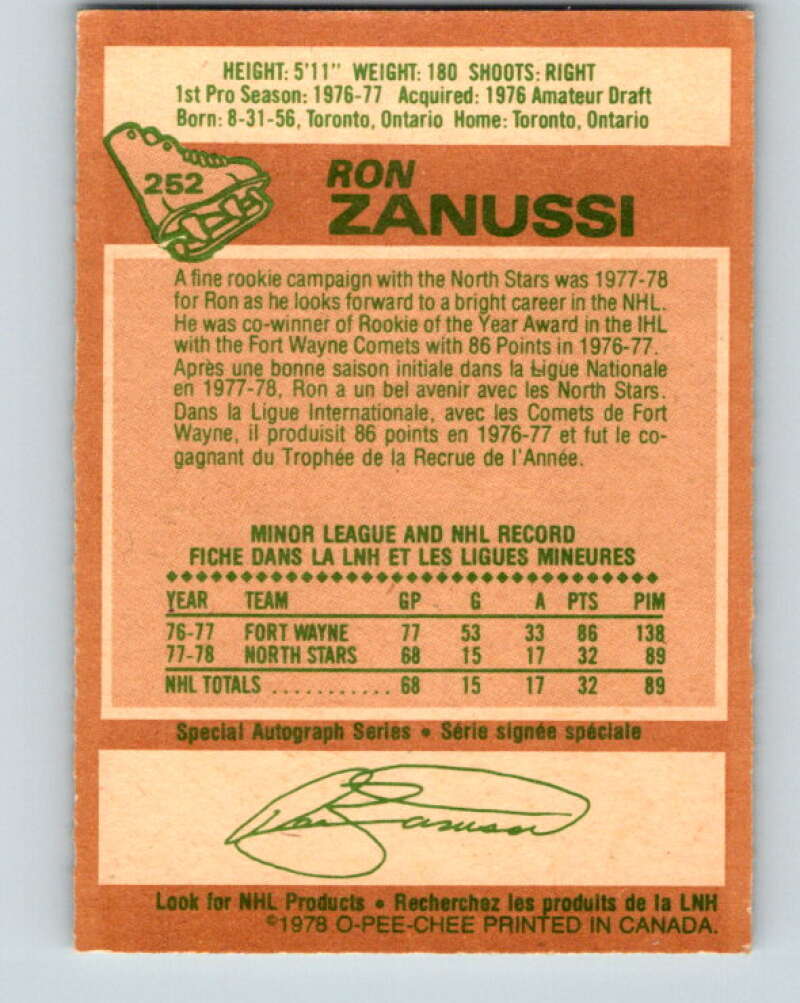 HEIGHT: 5'11" WEIGHT: 180 SHOOTS: RIGHT
1st Pro Season: 1976-77 Acquired: 1976 Amateur Draft
Born: 8-31-56, Toronto, Ontario Home: Toronto, Ontario
252
RON
ZANUSSI
A fine rookie campaign with the North Stars was 1977-78
for Ron as he looks forward to a bright career in the NHL.
He was co-winner of Rookie of the Year Award in the IHL
with the Fort Wayne Comets with 86 Points in 1976-77.
Après une bonne saison initiale dans la Ligue Nationale
en 1977-78, Ron a un bel avenir avec les North Stars.
Dans la Ligue Internationale, avec les Comets de Fort
Wayne, il produisit 86 points en 1976-77 et fut le co-
gagnant du Trophée de la Recrue de l'Année.
MINOR LEAGUE AND NHL RECORD
FICHE DANS LA LNH ET LES LIGUES MINEURES
YEAR TEAM GP G A PTS PIM
76-77 FORT WAYNE 77 53 33 86 138
77-78 NORTH STARS 68 15 17 32 89
NHL TOTALS ........... 68 15 17 32 89
Special Autograph Series • Série signée spéciale
Ron Zanussi
Look for NHL Products • Recherchez les produits de la LNH
©1978 O-PEE-CHEE PRINTED IN CANADA.